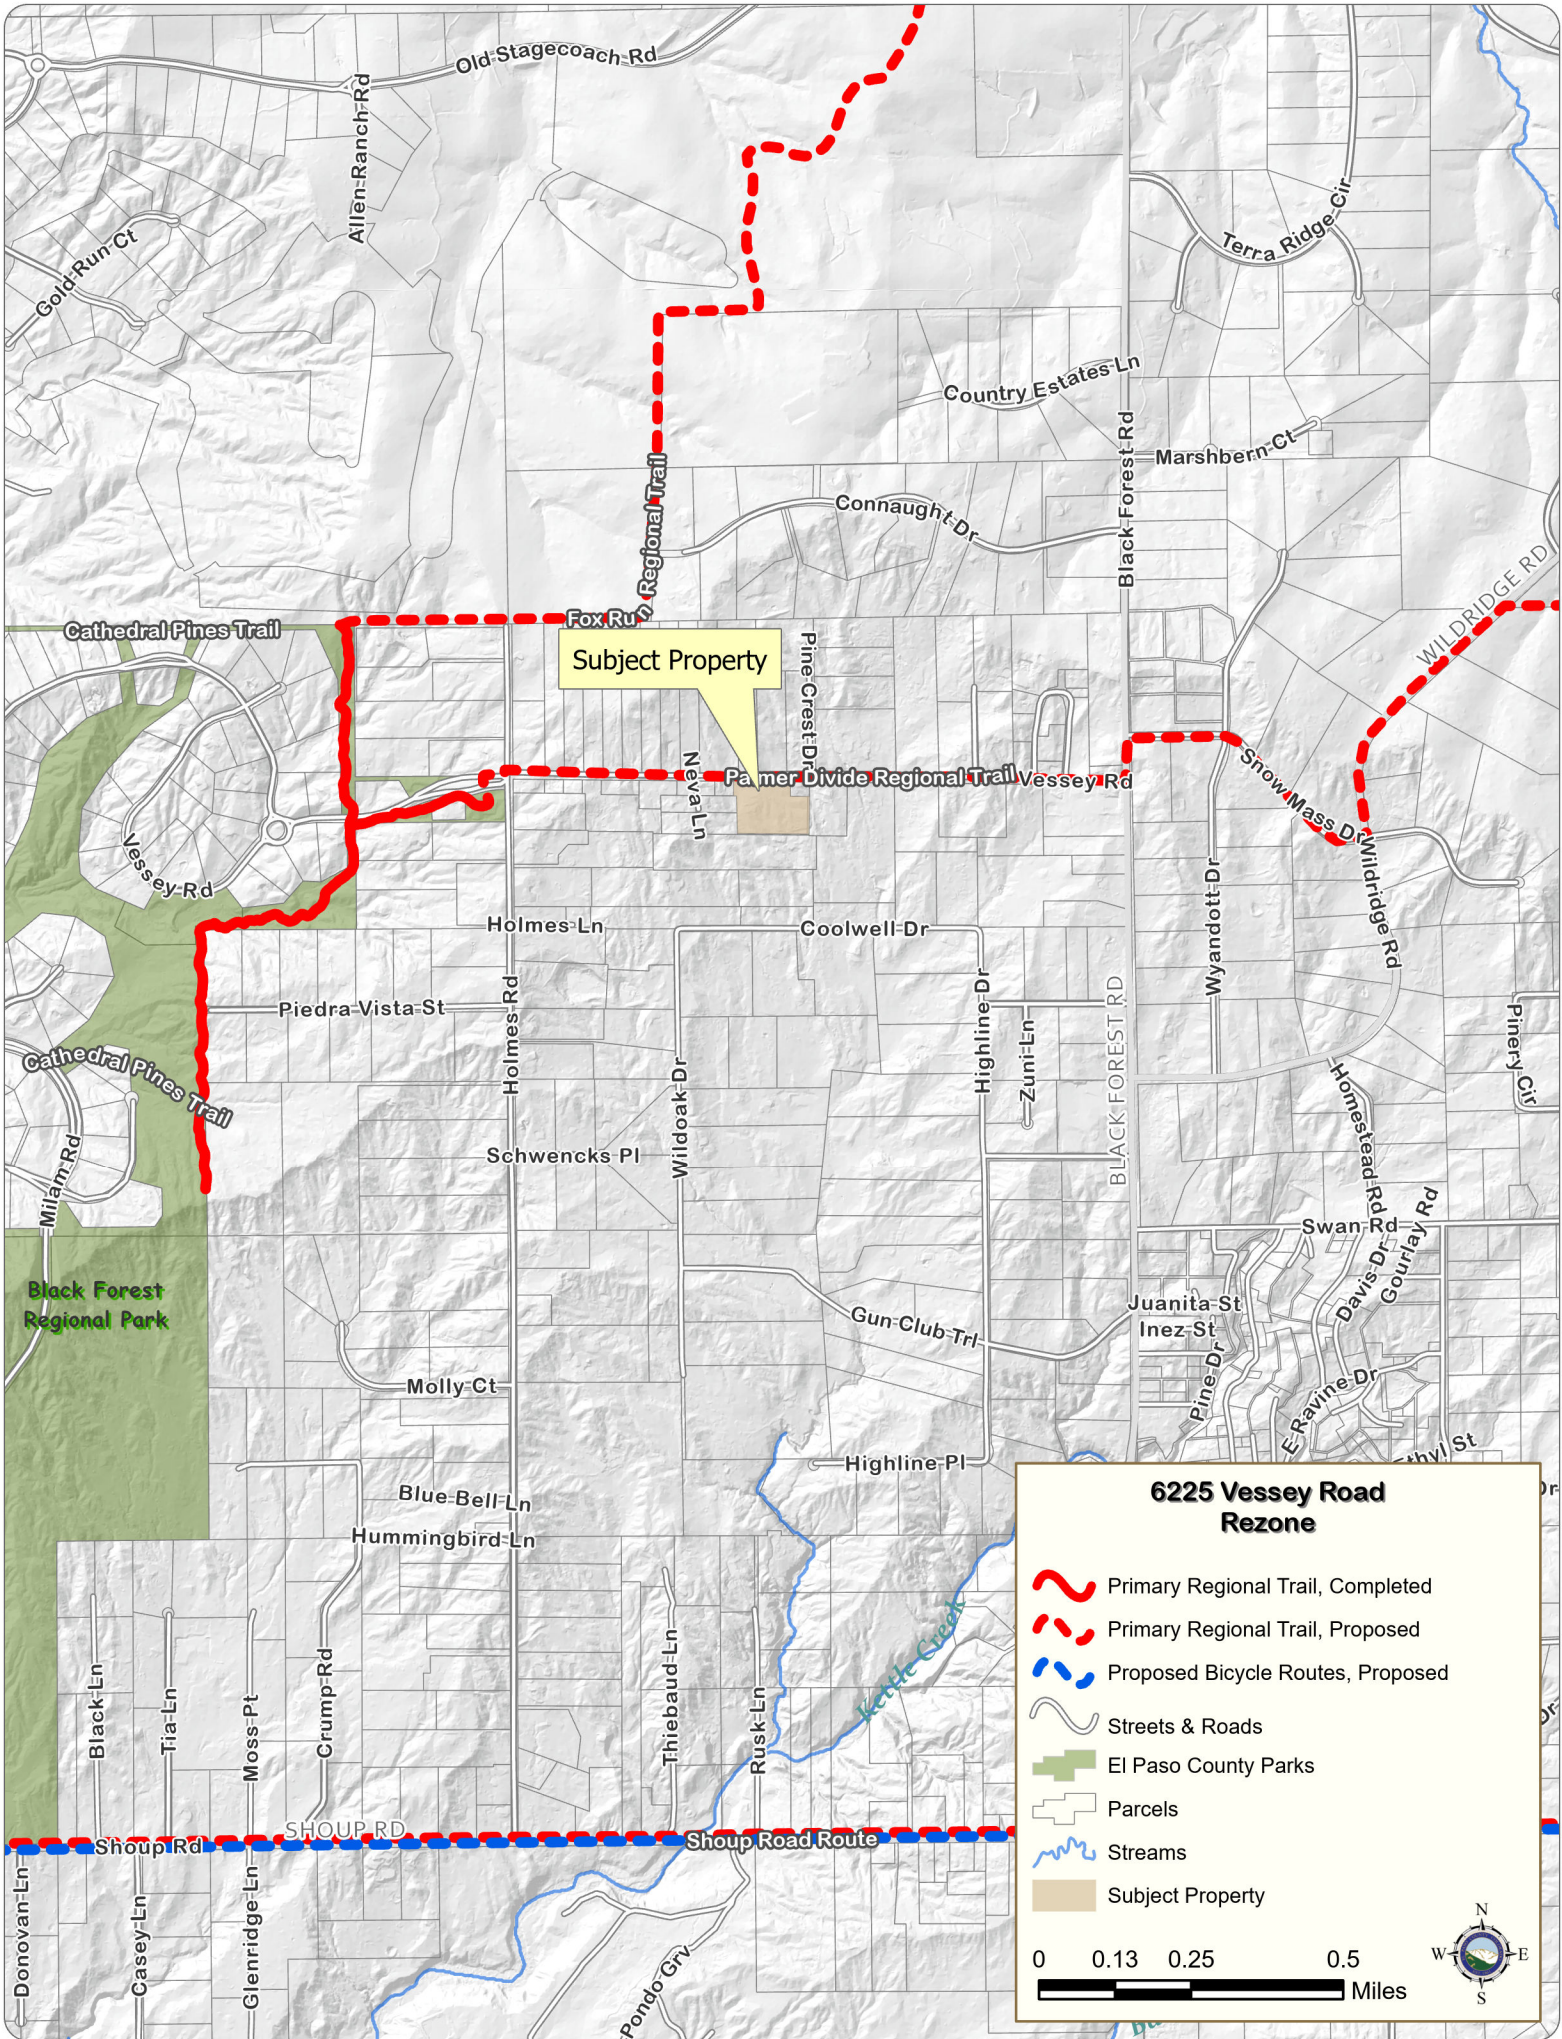 Old Stagecoach Rd
Allen Ranch Rd
Gold Run Ct
Terra Ridge Cir
Country Estates Ln
Black Forest Rd
Marshbern Ct
Connaught Dr
Fox Run Regional Trail
WILDRIDGE RD
Cathedral Pines Trail
Subject Property
Pine Crest Dr
Neva Ln
Palmer Divide Regional Trail
Vessey Rd
Snow Mass Dr
Vessey Rd
Wyandott Dr
Wildridge Rd
Holmes Ln
Coolwell Dr
Piedra Vista St
Holmes Rd
Highline Dr
Zuni Ln
BLACK FOREST RD
Pinery Cir
Cathedral Pines Trail
Wildoak Dr
Homestead Rd
Milam Rd
Schwencks Pl
Swan Rd
Gourlay Rd
Davis Dr
Black Forest
Regional Park
Juanita St
Inez St
Gun Club Trl
Pine Dr
E Ravine Dr
Molly Ct
Highline Pl
Ethyl St
Blue Bell Ln
Hummingbird Ln
Kettle Creek
Black Ln
Tia Ln
Moss Pt
Crump Rd
Thiebaud Ln
Rusk Ln
SHOUP RD
Shoup Rd
Shoup Road Route
Donovan Ln
Casey Ln
Glenridge Ln
Pondo Grv
Dr
Dr
6225 Vessey Road
Rezone
Primary Regional Trail, Completed
Primary Regional Trail, Proposed
Proposed Bicycle Routes, Proposed
Streets & Roads
El Paso County Parks
Parcels
Streams
Subject Property
N
W
E
S
0 0.13 0.25 0.5
Miles